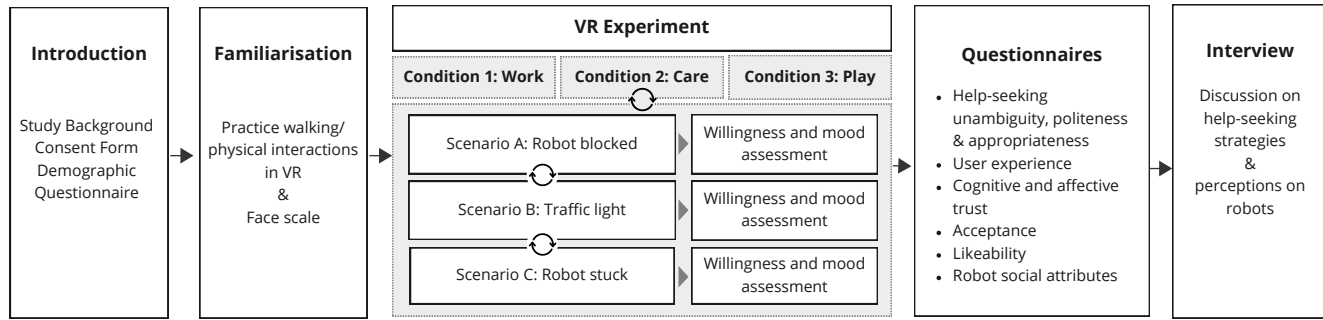 Introduction
Study Background
Consent Form
Demographic
Questionnaire
Familiarisation
Practice walking/
physical interactions
in VR
&
Face scale
VR Experiment
Condition 1: Work
Condition 2: Care
Condition 3: Play
Scenario A: Robot blocked
Willingness and mood
assessment
Scenario B: Traffic light
Willingness and mood
assessment
Scenario C: Robot stuck
Willingness and mood
assessment
Questionnaires
• Help-seeking
unambiguity, politeness
& appropriateness
• User experience
• Cognitive and affective
trust
• Acceptance
• Likeability
• Robot social attributes
Interview
Discussion on
help-seeking
strategies
&
perceptions on
robots